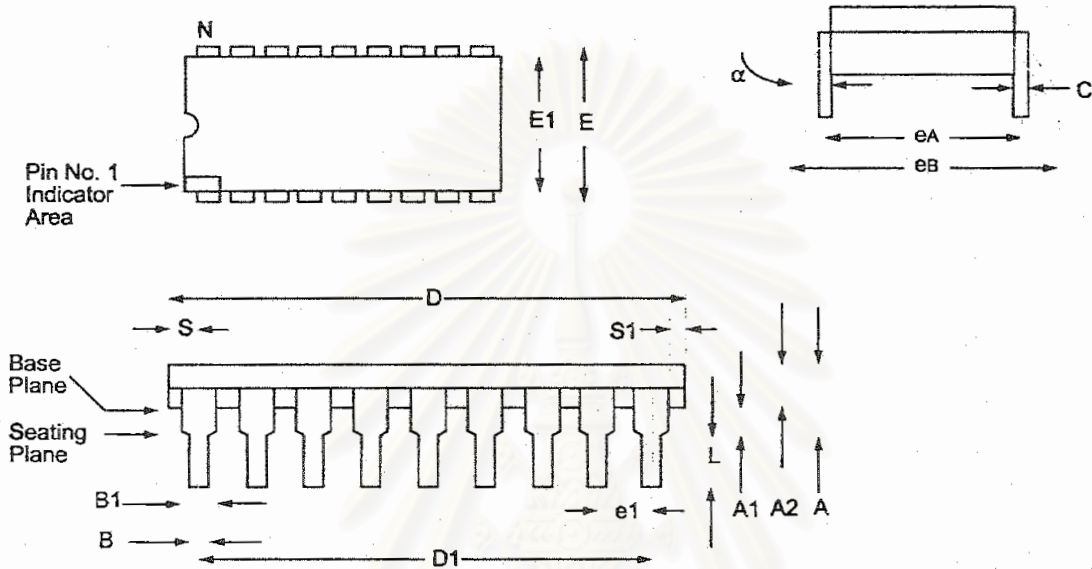 N
E1
E
Pin No. 1
Indicator
Area
α
C
eA
eB
D
S
S1
Base
Plane
Seating
Plane
L
A1
A2
A
B1
e1
B
D1